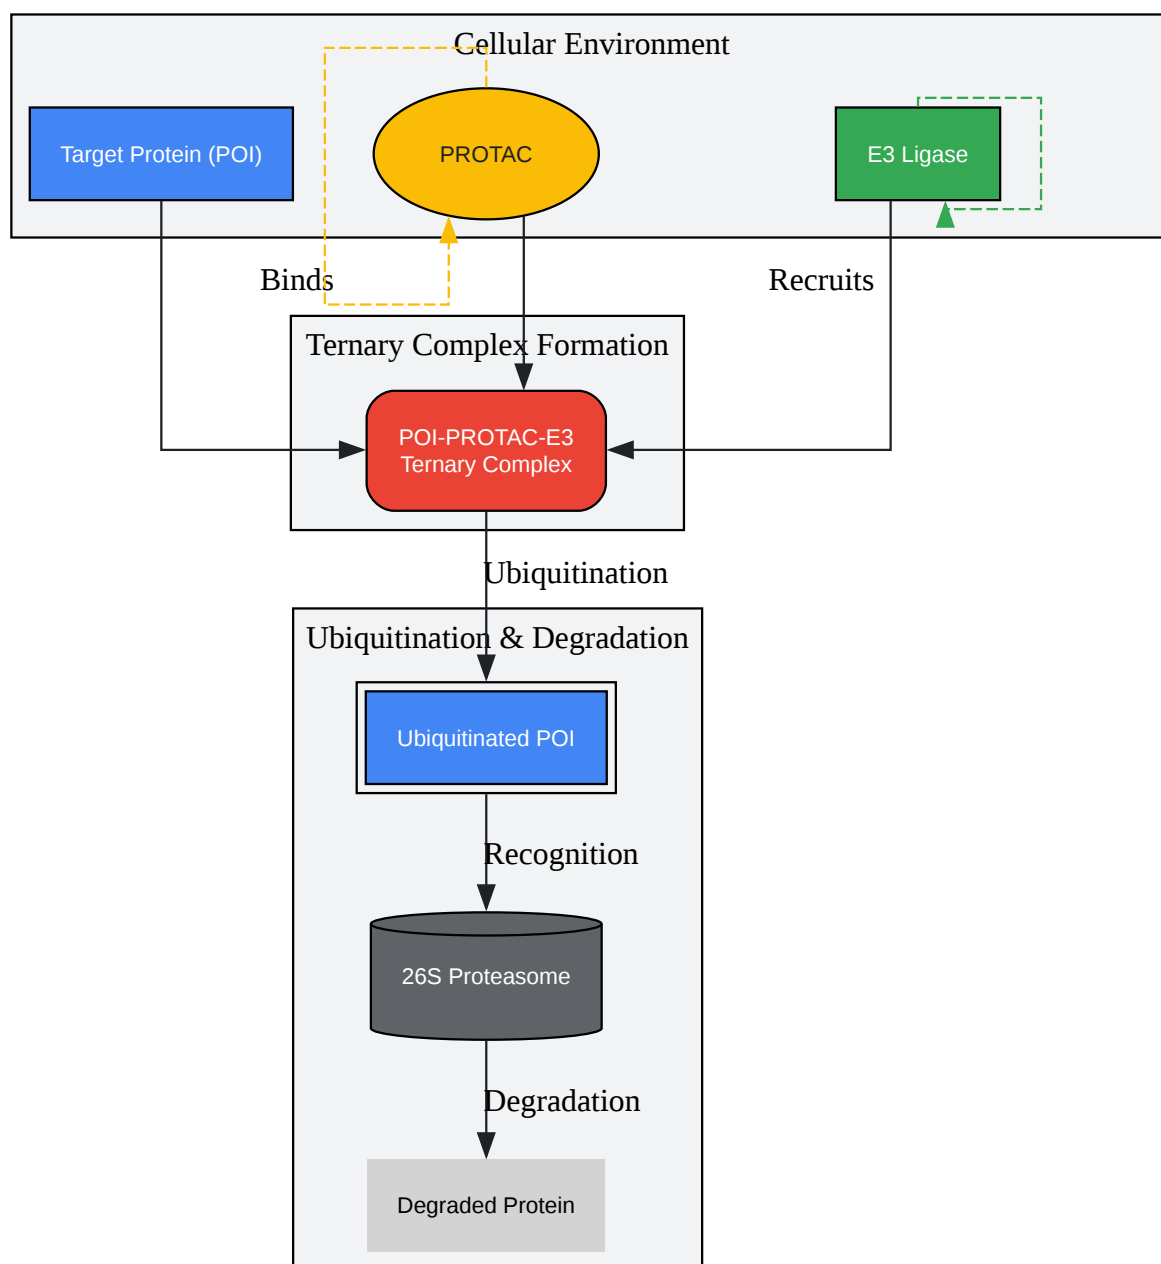 Cellular Environment
Target Protein (POI)
PROTAC
E3 Ligase
Binds
Recruits
Ternary Complex Formation
POI-PROTAC-E3
Ternary Complex
Ubiquitination
Ubiquitination & Degradation
Ubiquitinated POI
Recognition
26S Proteasome
Degradation
Degraded Protein